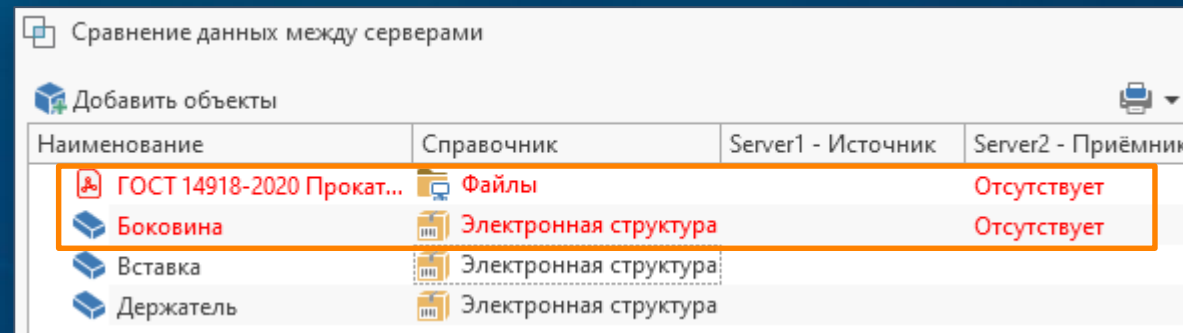 Сравнение данных между серверами
Добавить объекты
Наименование Справочник Server1 - Источник Server2 - Приёмник
ГОСТ 14918-2020 Прокат... Файлы Отсутствует
Боковина Электронная структура Отсутствует
Вставка Электронная структура
Держатель Электронная структура